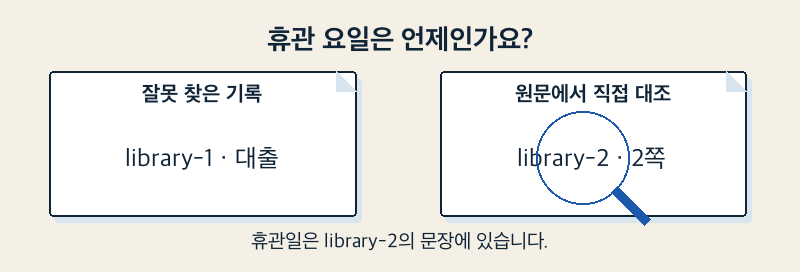 휴관 요일은 언제인가요?
잘못 찾은 기록
library-1 · 대출
원문에서 직접 대조
library-2 · 2쪽
휴관일은 library-2의 문장에 있습니다.